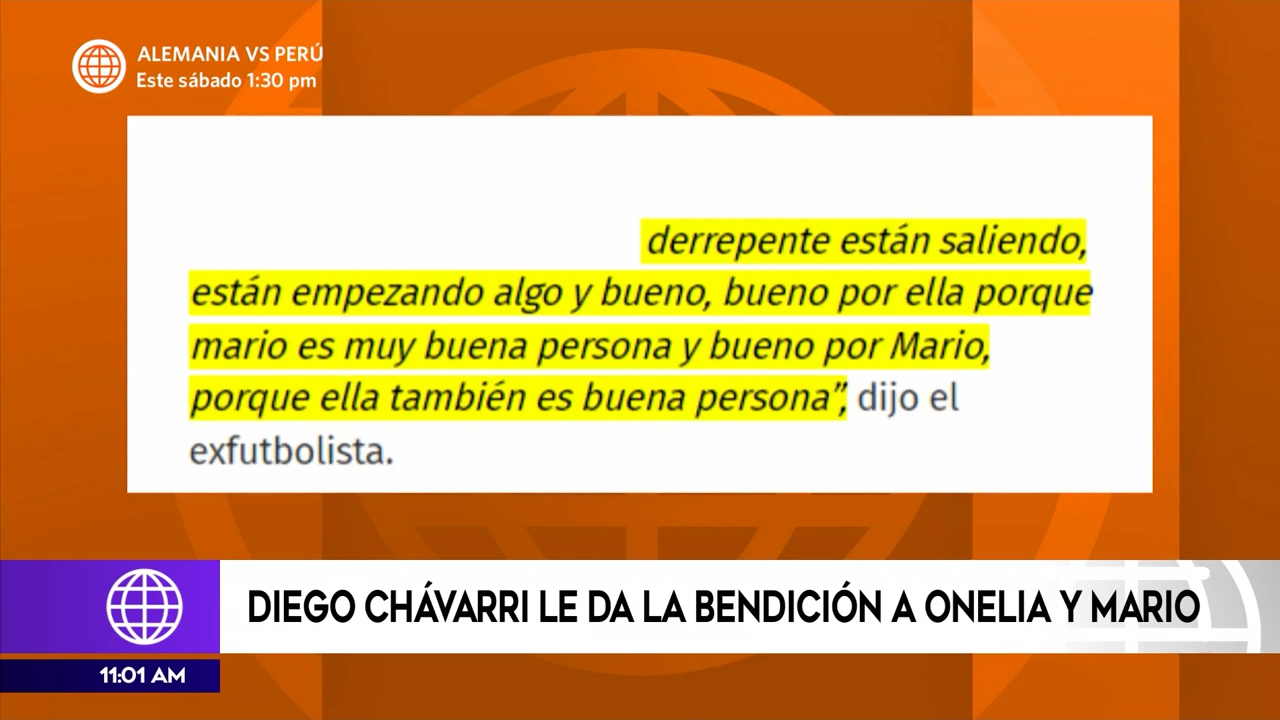 ALEMANIA VS PERÚ
Este sábado 1:30 pm
derrepente están saliendo,
están empezando algo y bueno, bueno por ella porque
mario es muy buena persona y bueno por Mario,
porque ella también es buena persona”, dijo el
exfutbolista.
DIEGO CHÁVARRI LE DA LA BENDICIÓN A ONELIA Y MARIO
11:01 AM